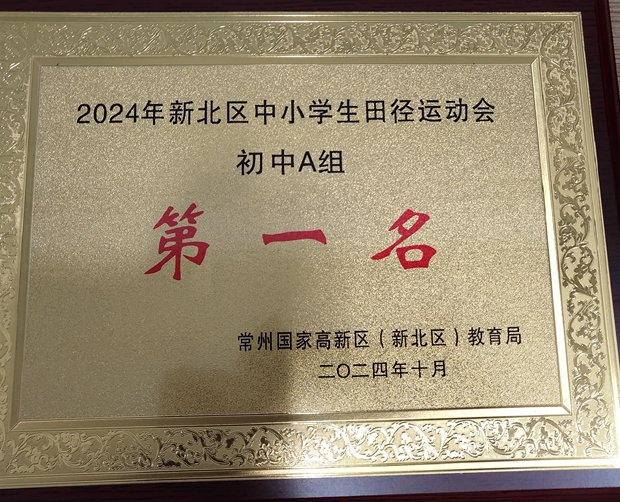 2024年新北区中小学生田径运动会
初中A组
第一名
常州国家高新区（新北区）教育局
二〇二四年十月